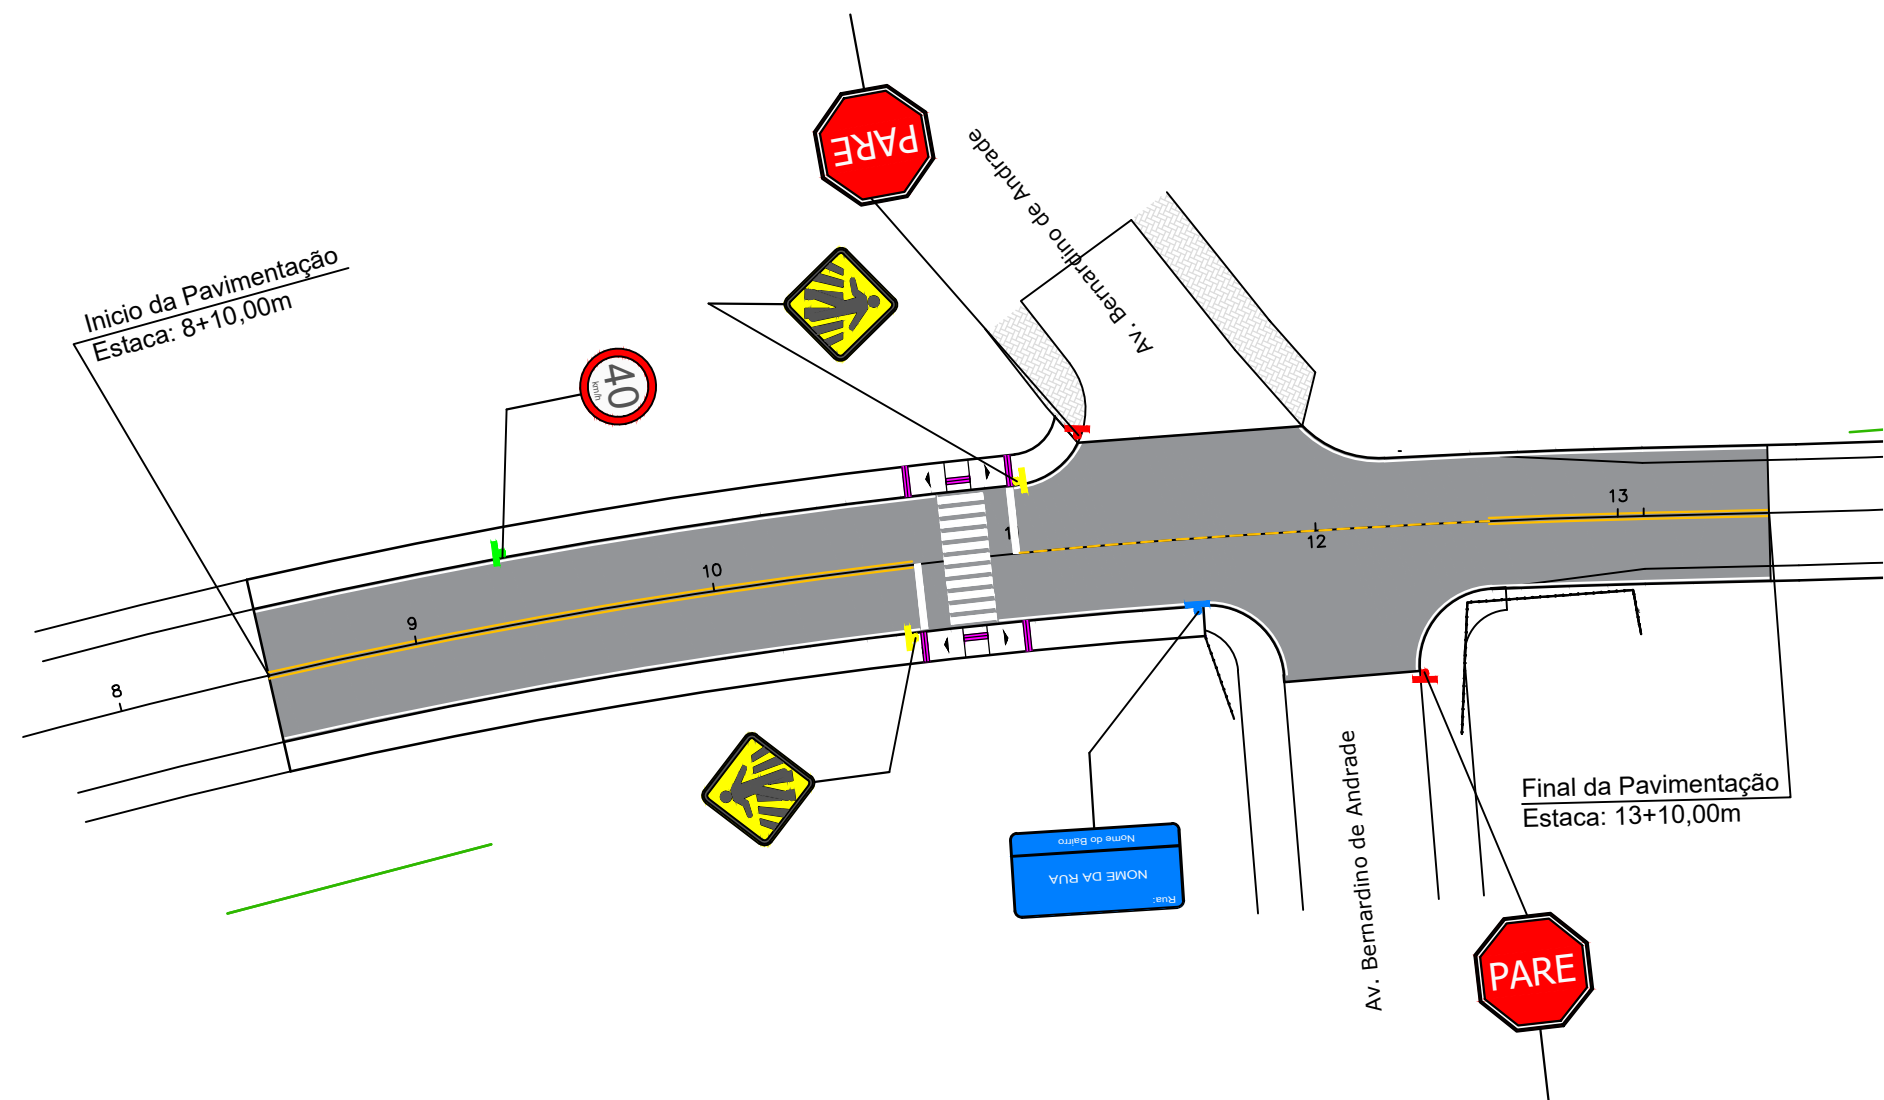 PARE
Av. Bernardino de Andrade
Inicio da Pavimentação
Estaca: 8+10,00m
40
km/h
13
12
1
10
9
8
Av. Bernardino de Andrade
Final da Pavimentação
Estaca: 13+10,00m
Nome do Bairro
NOME DA RUA
Rua:
PARE